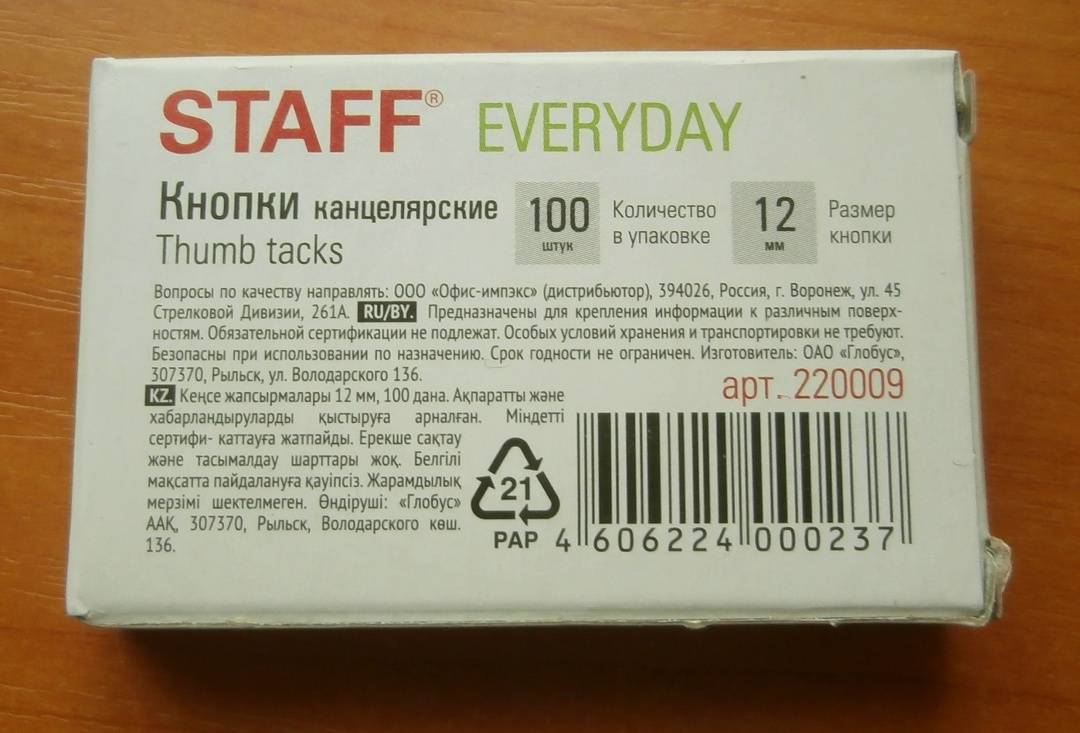 STAFF® EVERYDAY
Кнопки канцелярские
Thumb tacks
100 штук
Количество
в упаковке
12 мм
Размер
кнопки
Вопросы по качеству направлять: ООО «Офис-импэкс» (дистрибьютор), 394026, Россия, г. Воронеж, ул. 45
Стрелковой Дивизии, 261А. RU/BY. Предназначены для крепления информации к различным поверх-
ностям. Обязательной сертификации не подлежат. Особых условий хранения и транспортировки не требуют.
Безопасны при использовании по назначению. Срок годности не ограничен. Изготовитель: ОАО «Глобус»,
307370, Рыльск, ул. Володарского 136.
арт. 220009
KZ. Кеңсе жапсырмалары 12 мм, 100 дана. Ақпаратты және
хабарландыруларды қыстыруға арналған. Міндетті
сертифи- каттауға жатпайды. Ерекше сақтау
және тасымалдау шарттары жоқ. Белгілі
мақсатта пайдалануға қауіпсіз. Жарамдылық
мерзімі шектелмеген. Өндіруші: «Глобус»
ААҚ, 307370, Рыльск, Володарского көш.
136.
21
PAP
4 606224 000237